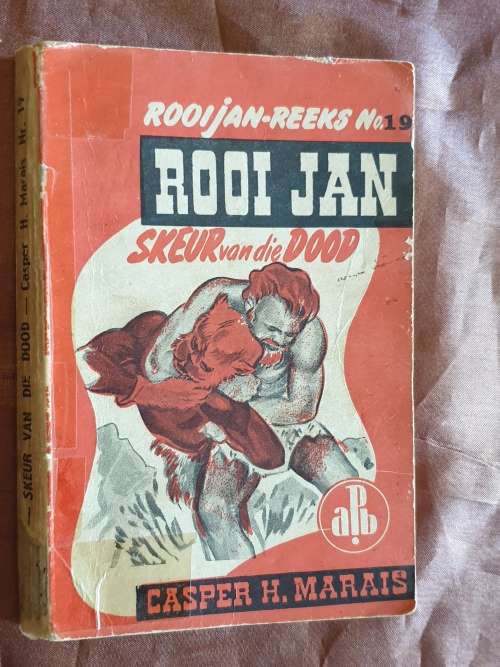 ROOI jAN-REEKS No.19
ROOI JAN
SKEUR van die DOOD
aPb
CASPER H. MARAIS
— SKEUR VAN DIE DOOD — Casper H. Marais Nr. 19